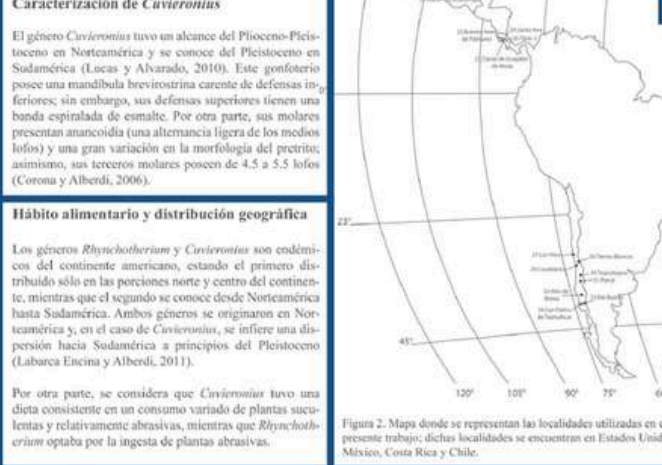 Caracterización de Cuvieronius
El género Cuvieronius tuvo un alcance del Plioceno-Pleis-
toceno en Norteamérica y se conoce del Pleistoceno en
Sudamérica (Lucas y Alvarado, 2010). Este gonfoterio
posee una mandíbula brevirostrina carente de defensas in-
feriores; sin embargo, sus defensas superiores tienen una
banda espiralada de esmalte. Por otra parte, sus molares
presentan anancoidía (una alternancia ligera de los medios
lofos) y una gran variación en la morfología del pretrito;
asimismo, sus terceros molares poseen de 4.5 a 5.5 lofos
(Corona y Alberdi, 2006).
Hábito alimentario y distribución geográfica
Los géneros Rhynchotherium y Cuvieronius son endémi-
cos del continente americano, estando el primero dis-
tribuido sólo en las porciones norte y centro del continen-
te, mientras que el segundo se conoce desde Norteamérica
hasta Sudamérica. Ambos géneros se originaron en Nor-
teamérica y, en el caso de Cuvieronius, se infiere una dis-
persión hacia Sudamérica a principios del Pleistoceno
(Labarca Encina y Alberdi, 2011).
Por otra parte, se considera que Cuvieronius tuvo una
dieta consistente en un consumo variado de plantas sucu-
lentas y relativamente abrasivas, mientras que Rhynchoth-
erium optaba por la ingesta de plantas abrasivas.
0°
23°
45°
120° 105° 90° 75° 60
Figura 2. Mapa donde se representan las localidades utilizadas en e
presente trabajo; dichas localidades se encuentran en Estados Unid
México, Costa Rica y Chile.